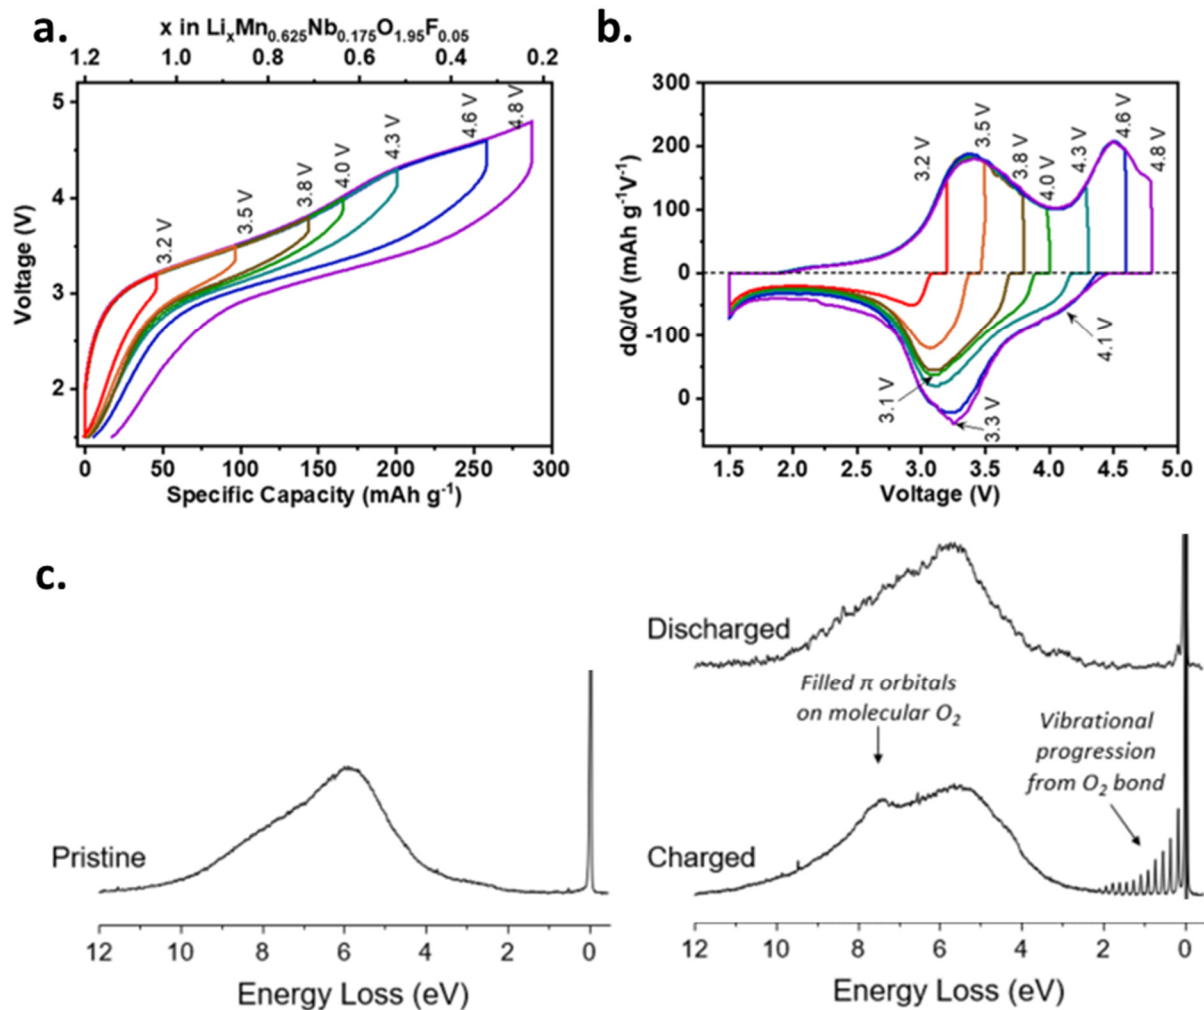 a.
x in LiₓMn₀.₆₂₅Nb₀.₁₇₅O₁.₉₅F₀.₀₅
1.2 1.0 0.8 0.6 0.4 0.2
5
4
3
2
Voltage (V)
3.2 V
3.5 V
3.8 V
4.0 V
4.3 V
4.6 V
4.8 V
0 50 100 150 200 250 300
Specific Capacity (mAh g⁻¹)
b.
300
200
100
0
-100
0
dQ/dV (mAh g⁻¹V⁻¹)
3.2 V
3.5 V
3.8 V
4.0 V
4.3 V
4.6 V
4.8 V
3.1 V
3.3 V
4.1 V
1.5 2.0 2.5 3.0 3.5 4.0 4.5 5.0
Voltage (V)
c.
Pristine
12 10 8 6 4 2 0
Energy Loss (eV)
Discharged
Filled π orbitals
on molecular O₂
Vibrational
progression
from O₂ bond
Charged
12 10 8 6 4 2 0
Energy Loss (eV)